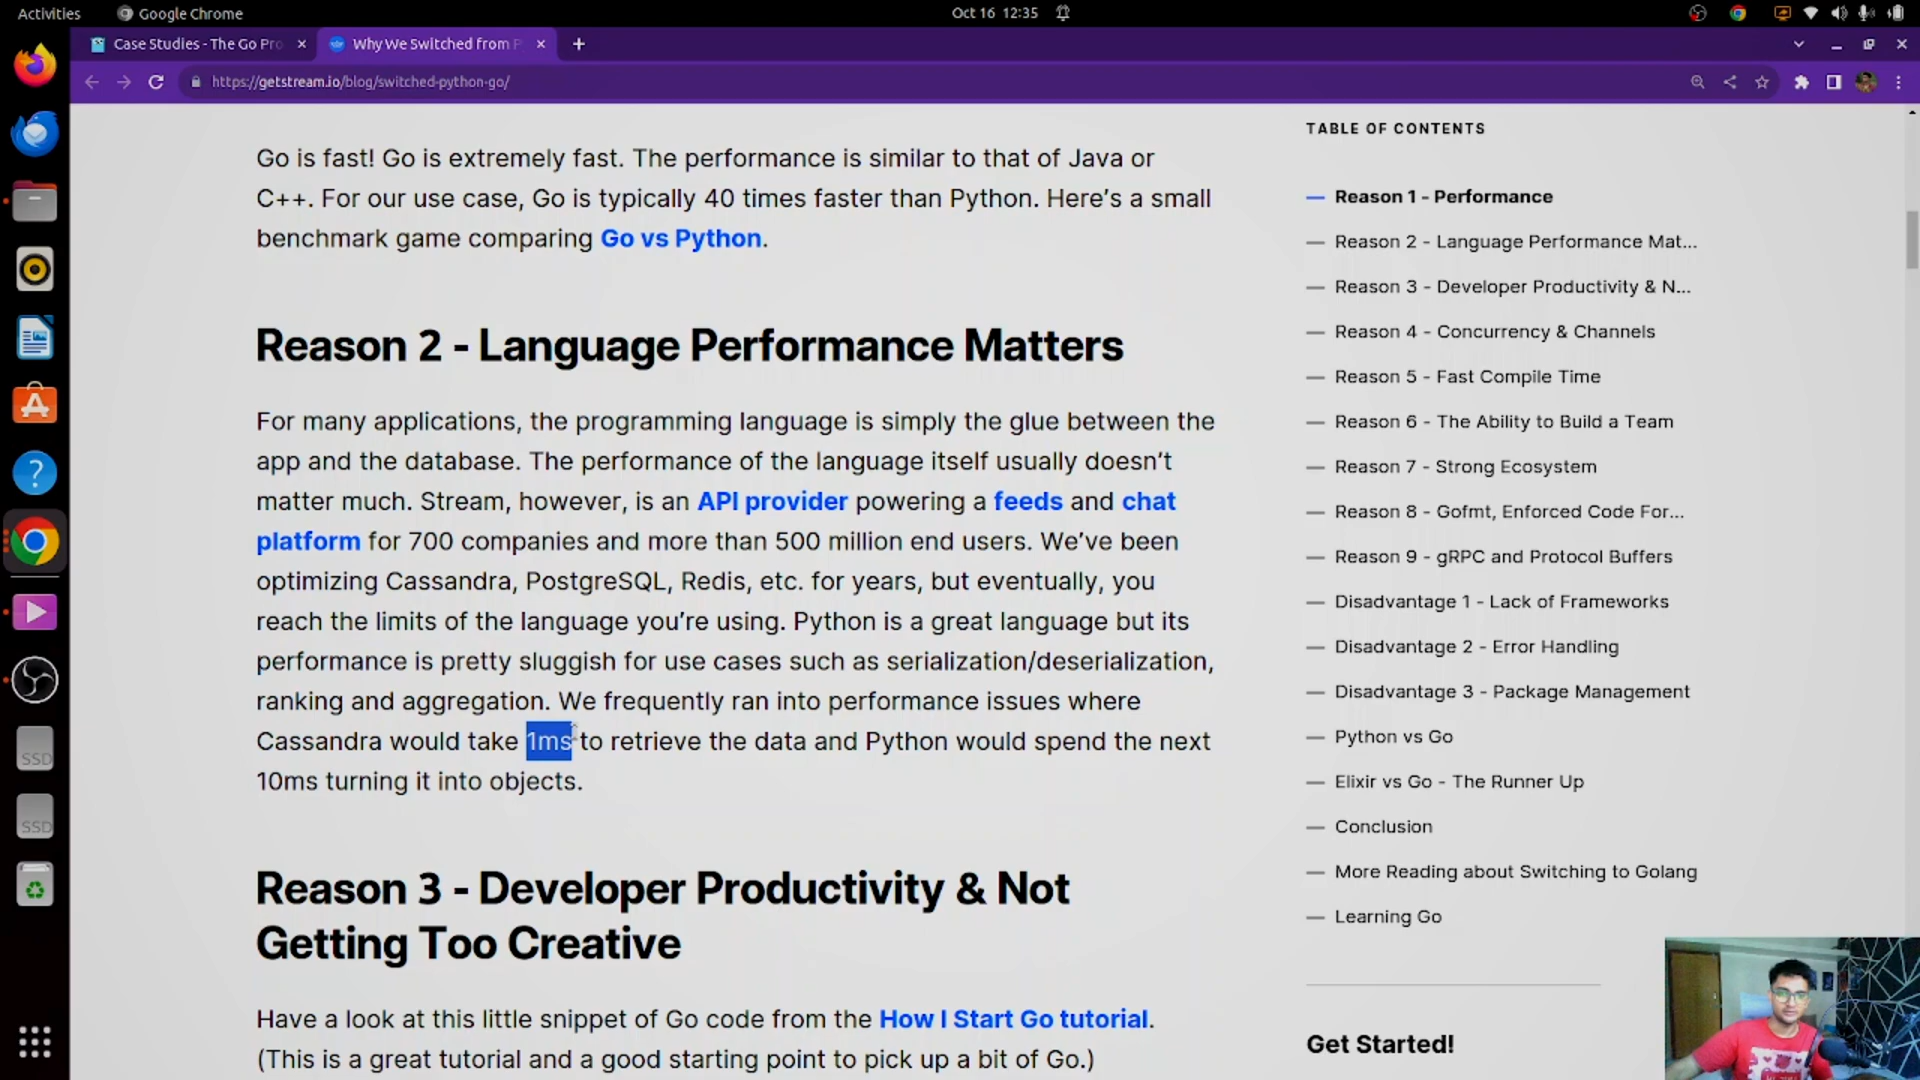 Activities
Google Chrome
Oct 16 12:35
Case Studies - The Go Pro
Why We Switched from P
https://getstream.io/blog/switched-python-go/
Go is fast! Go is extremely fast. The performance is similar to that of Java or
C++. For our use case, Go is typically 40 times faster than Python. Here’s a small
benchmark game comparing Go vs Python.
Reason 2 - Language Performance Matters
For many applications, the programming language is simply the glue between the
app and the database. The performance of the language itself usually doesn’t
matter much. Stream, however, is an API provider powering a feeds and chat
platform for 700 companies and more than 500 million end users. We’ve been
optimizing Cassandra, PostgreSQL, Redis, etc. for years, but eventually, you
reach the limits of the language you’re using. Python is a great language but its
performance is pretty sluggish for use cases such as serialization/deserialization,
ranking and aggregation. We frequently ran into performance issues where
Cassandra would take 1ms to retrieve the data and Python would spend the next
10ms turning it into objects.
Reason 3 - Developer Productivity & Not
Getting Too Creative
Have a look at this little snippet of Go code from the How I Start Go tutorial.
(This is a great tutorial and a good starting point to pick up a bit of Go.)
TABLE OF CONTENTS
Reason 1 - Performance
Reason 2 - Language Performance Mat...
Reason 3 - Developer Productivity & N...
Reason 4 - Concurrency & Channels
Reason 5 - Fast Compile Time
Reason 6 - The Ability to Build a Team
Reason 7 - Strong Ecosystem
Reason 8 - Gofmt, Enforced Code For...
Reason 9 - gRPC and Protocol Buffers
Disadvantage 1 - Lack of Frameworks
Disadvantage 2 - Error Handling
Disadvantage 3 - Package Management
Python vs Go
Elixir vs Go - The Runner Up
Conclusion
More Reading about Switching to Golang
Learning Go
Get Started!
SSD
SSD